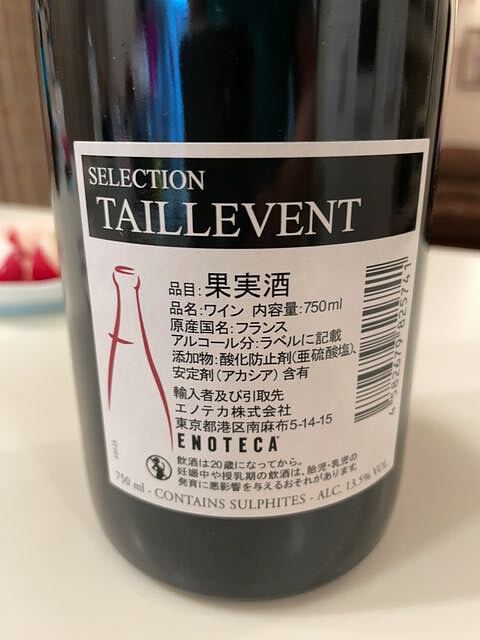 SELECTION
TAILLEVENT
品目:果実酒
品名:ワイン 内容量:750ml
原産国名:フランス
アルコール分:ラベルに記載
添加物:酸化防止剤(亜硫酸塩)、
安定剤(アカシア)含有
輸入者及び引取先
エノテカ株式会社
東京都港区南麻布5-14-15
ENOTECA
飲酒は20歳になってから。
妊娠中や授乳期の飲酒は、胎児・乳児の
発育に悪影響を与えるおそれがあります。
750 ml - CONTAINS SULPHITES - ALC. 13.5% VOL
4 582679 825741